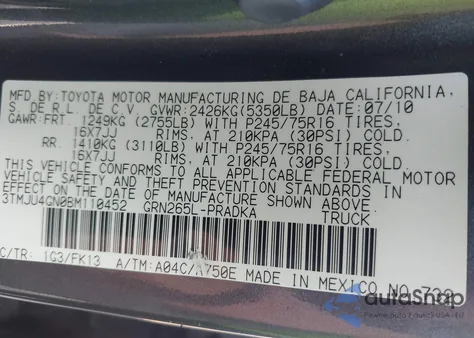 MFD BY:TOYOTA MOTOR MANUFACTURING DE BAJA CALIFORNIA,
S. DE R.L. DE C.V. GVWR:2426KG(5350LB) DATE:07/10
GAWR:FRT. 1249KG (2755LB)WITH P245/75R16 TIRES,
16X7JJ RIMS, AT 210KPA (30PSI) COLD.
RR. 1410KG (3110LB)WITH P245/75R16 TIRES,
16X7JJ RIMS, AT 210KPA (30PSI) COLD.
THIS VEHICLE CONFORMS TO ALL APPLICABLE FEDERAL MOTOR
VEHICLE SAFETY AND THEFT PREVENTION STANDARDS IN
EFFECT ON THE DATE OF MANUFACTURE SHOWN ABOVE.
3TMJU4GN0BM110452 GRN265L-PRADKA TRUCK
C/TR: 1G3/FK13 A/TM:A04C/A750E MADE IN MEXICO NO.
autosnap